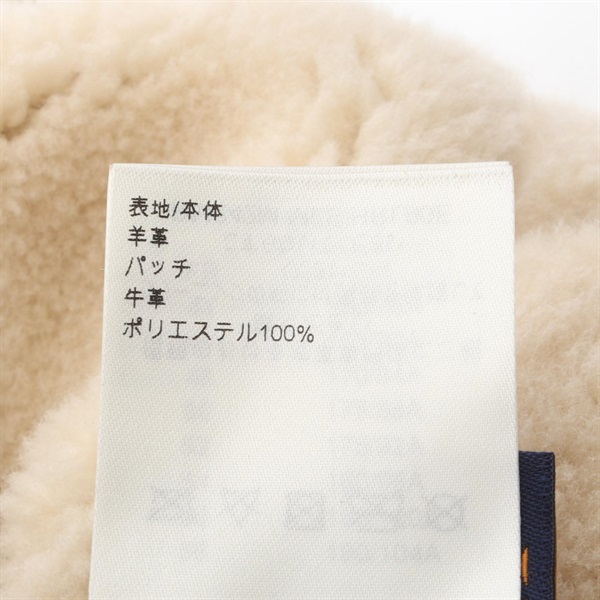 表地/本体
羊革
パッチ
牛革
ポリエステル100%